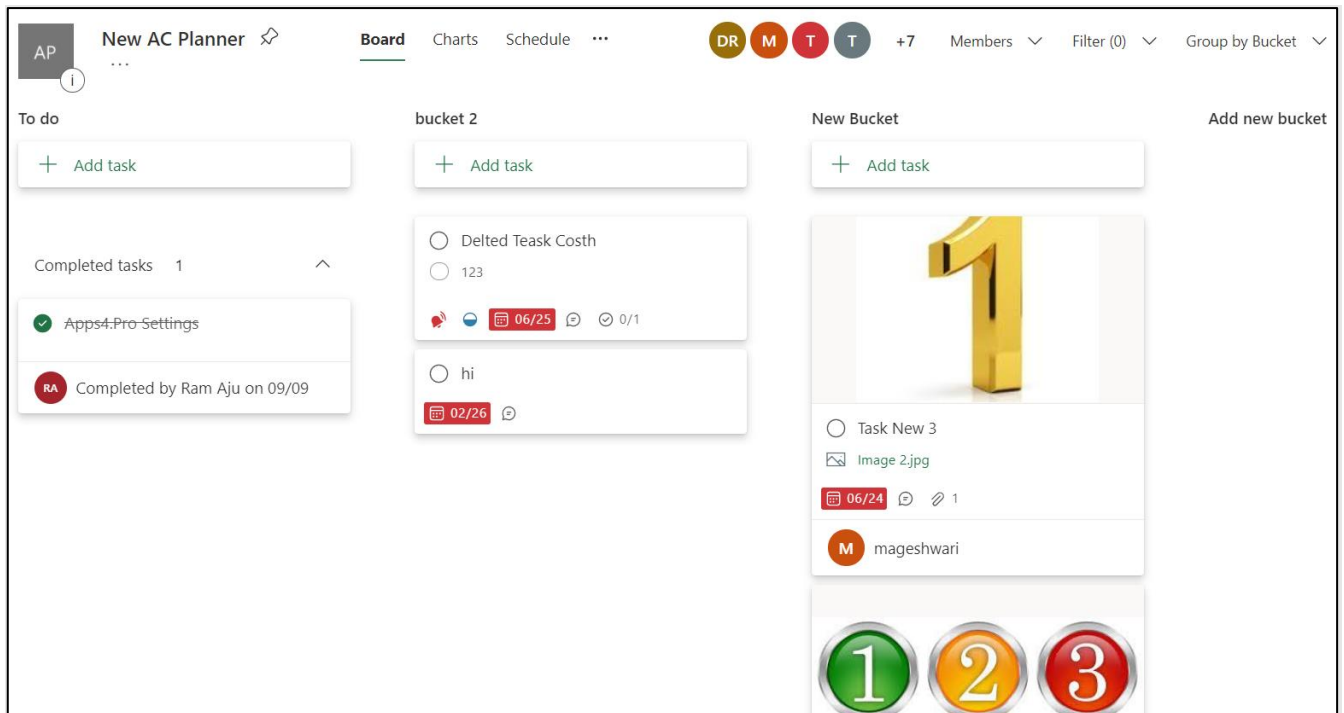 AP
New AC Planner
...
i
Board Charts Schedule ...
DR M T T +7 Members Filter (0) Group by Bucket
To do
+ Add task
Completed tasks 1
Apps4.Pro Settings
RA Completed by Ram Aju on 09/09
bucket 2
+ Add task
Delted Teask Costh
123
06/25 0/1
hi
02/26
New Bucket
+ Add task
1
Task New 3
Image 2.jpg
06/24 1
M mageshwari
1 2 3
Add new bucket